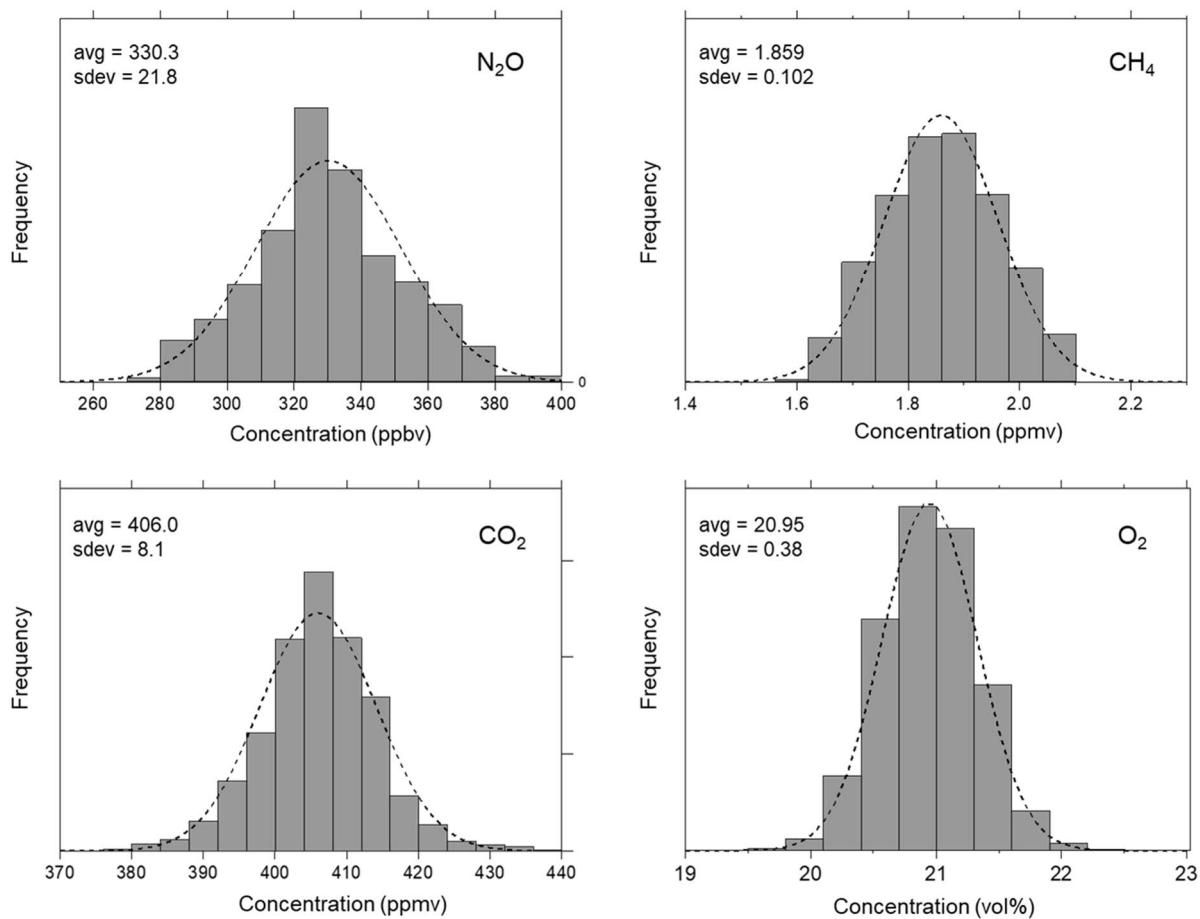 avg = 330.3
sdev = 21.8
N2O
Frequency
0
260 280 300 320 340 360 380 400
Concentration (ppbv)
avg = 1.859
sdev = 0.102
CH4
Frequency
1.4 1.6 1.8 2.0 2.2
Concentration (ppmv)
avg = 406.0
sdev = 8.1
CO2
Frequency
370 380 390 400 410 420 430 440
Concentration (ppmv)
avg = 20.95
sdev = 0.38
O2
Frequency
19 20 21 22 23
Concentration (vol%)